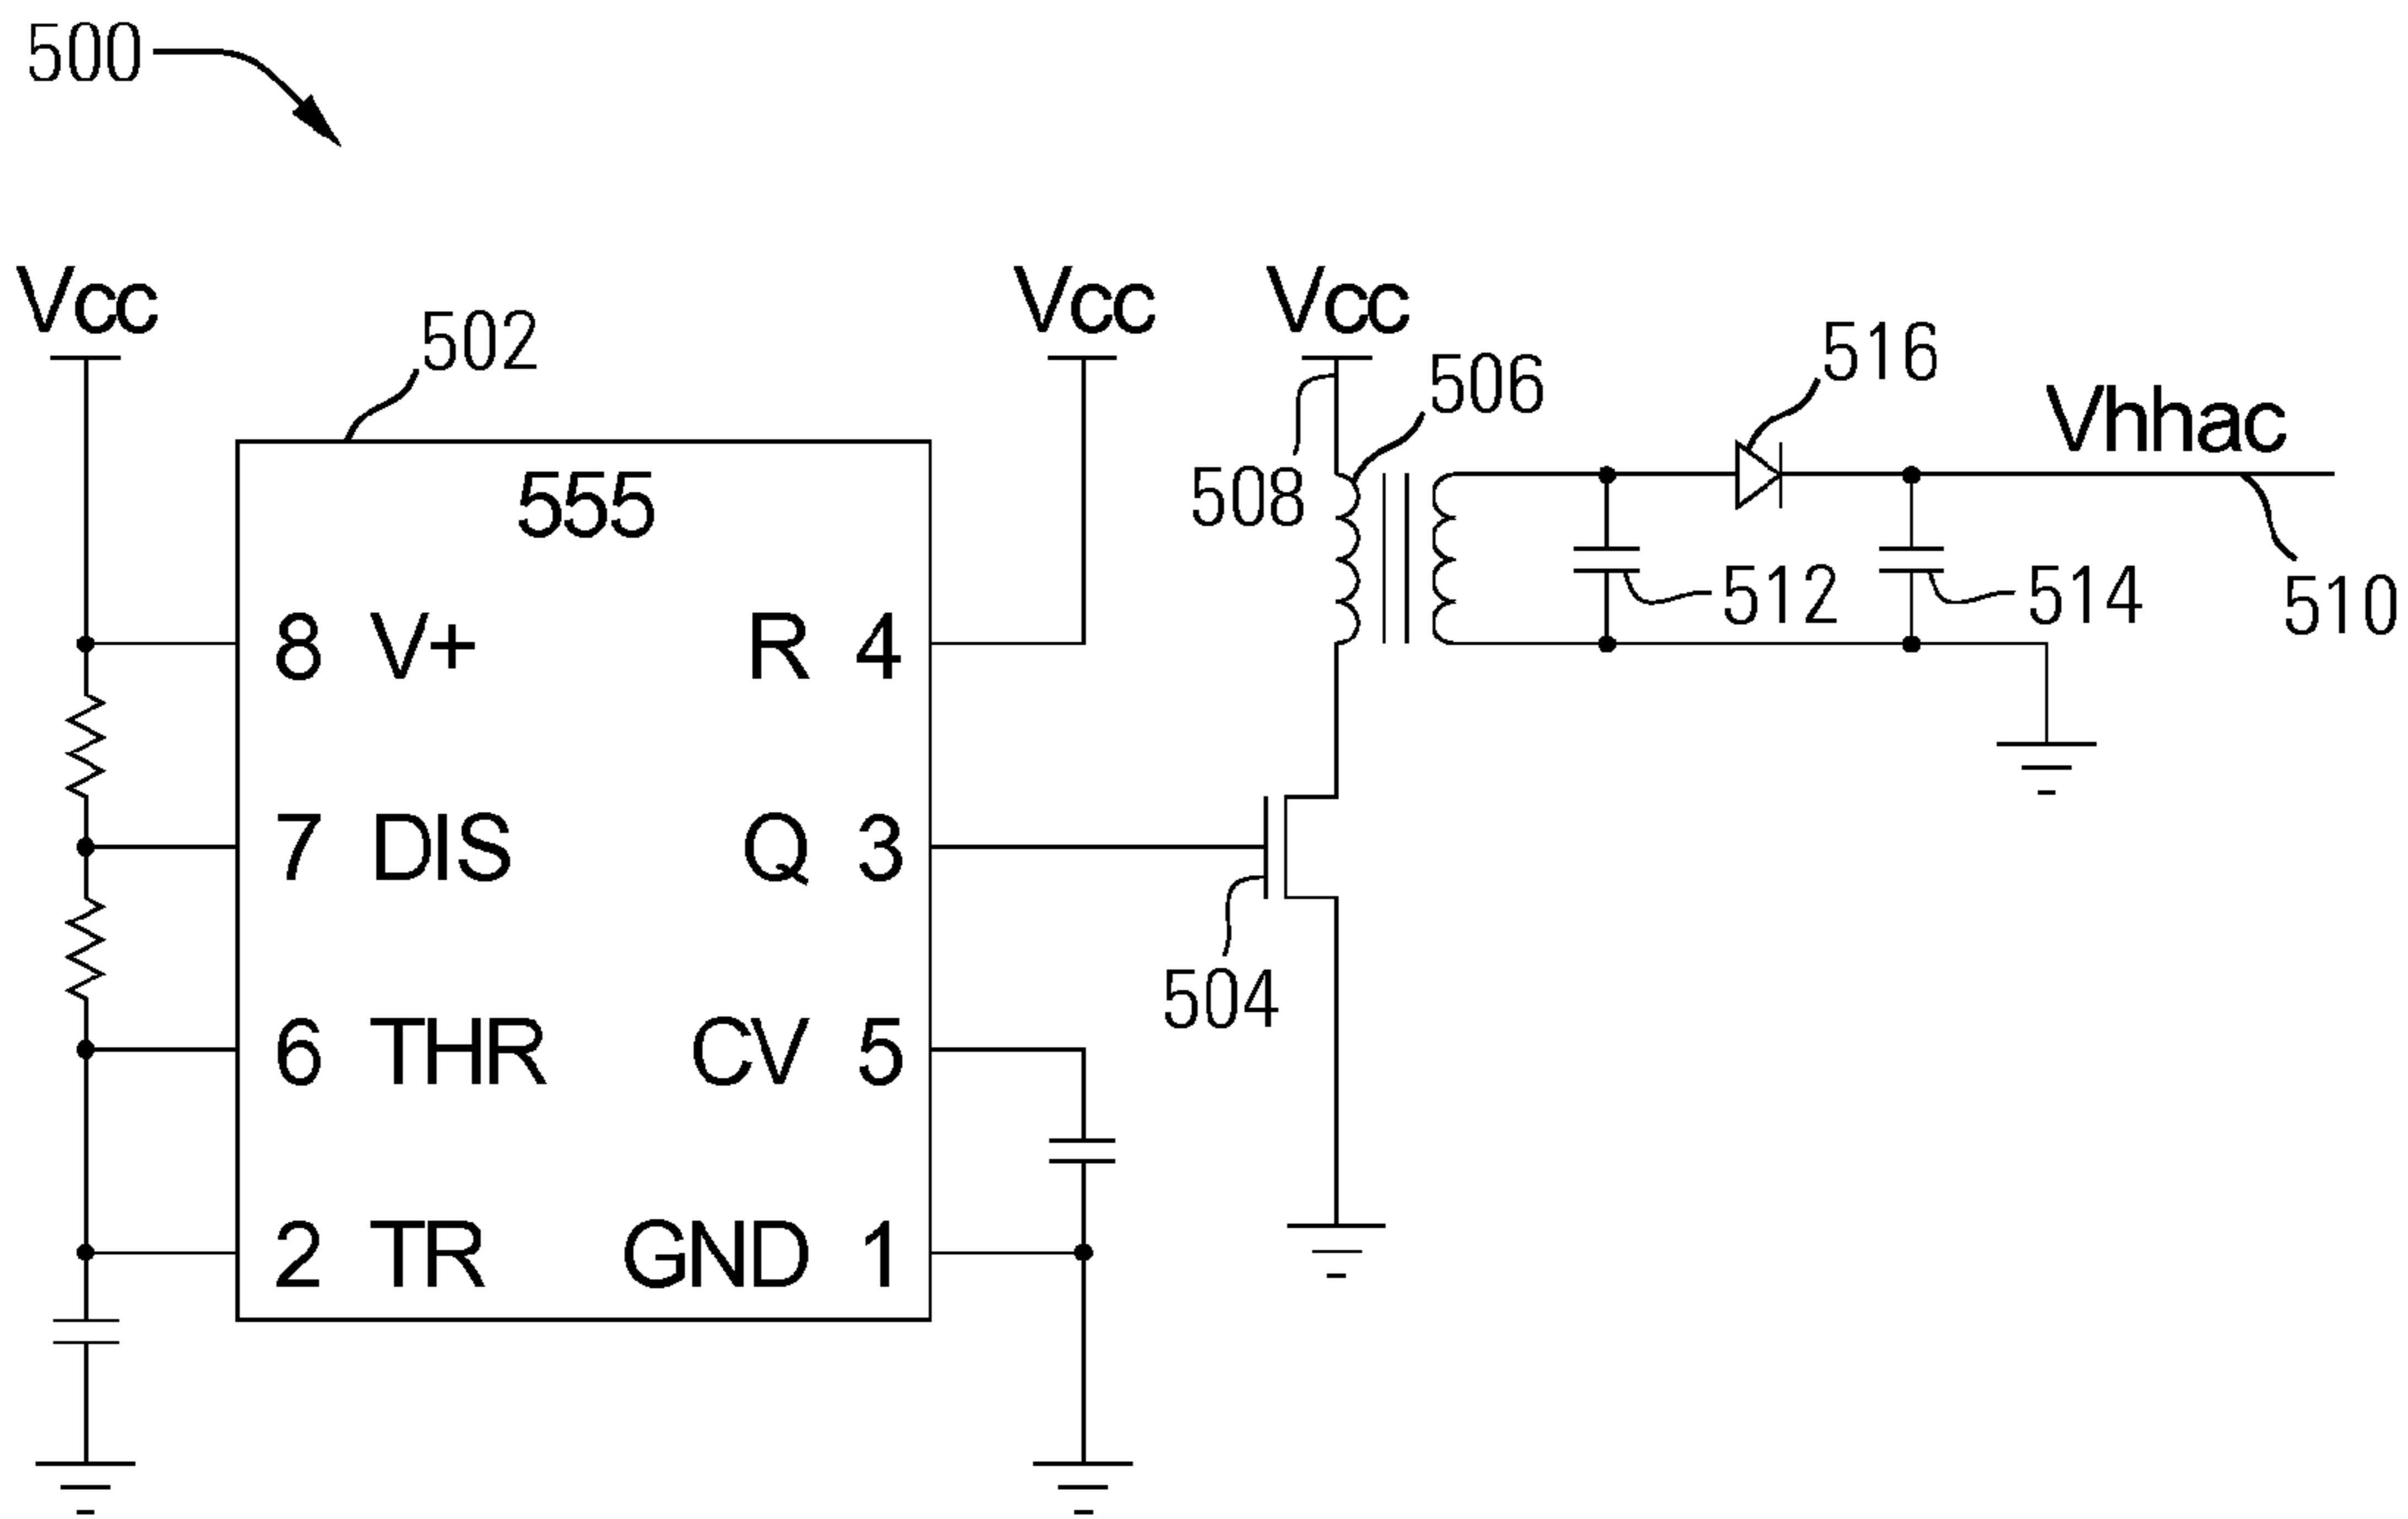 500
Vcc
Vcc
Vcc
502
506
516
Vhhac
508
512
514
510
555
8 V+
R 4
7 DIS
Q 3
504
6 THR
CV 5
2 TR
GND 1